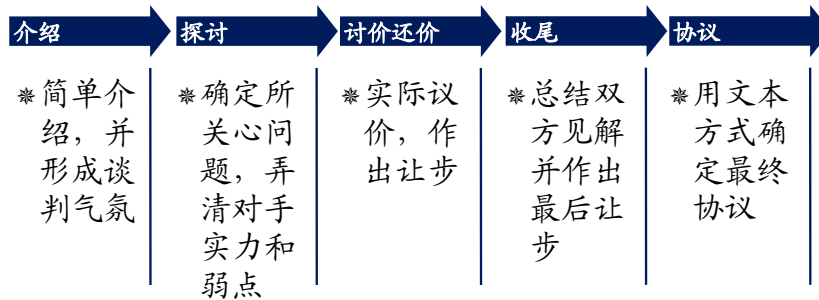 介绍
探讨
讨价还价
收尾
协议
*简单介
绍，并
形成谈
判气氛
*确定所
关心问
题，弄
清对手
实力和
弱点
*实际议
价，作
出让步
*总结双
方见解
并作出
最后让
步
*用文本
方式确
定最终
协议